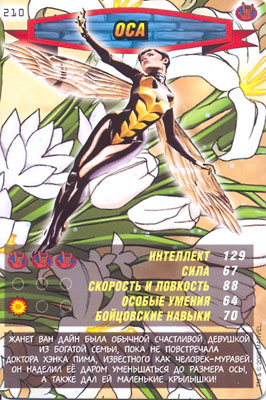 210
ОСА
ИНТЕЛЛЕКТ 129
СИЛА 67
СКОРОСТЬ И ЛОВКОСТЬ 88
ОСОБЫЕ УМЕНИЯ 64
БОЙЦОВСКИЕ НАВЫКИ 70
ЖАНЕТ ВАН ДАЙН БЫЛА ОБЫЧНОЙ СЧАСТЛИВОЙ ДЕВУШКОЙ
ИЗ БОГАТОЙ СЕМЬИ, ПОКА НЕ ПОВСТРЕЧАЛА
ДОКТОРА ХЭНКА ПИМА, ИЗВЕСТНОГО КАК ЧЕЛОВЕК-МУРАВЕЙ.
ОН НАДЕЛИЛ ЕЁ ДАРОМ УМЕНЬШАТЬСЯ ДО РАЗМЕРА ОСЫ,
А ТАКЖЕ ДАЛ ЕЙ МАЛЕНЬКИЕ КРЫЛЫШКИ!